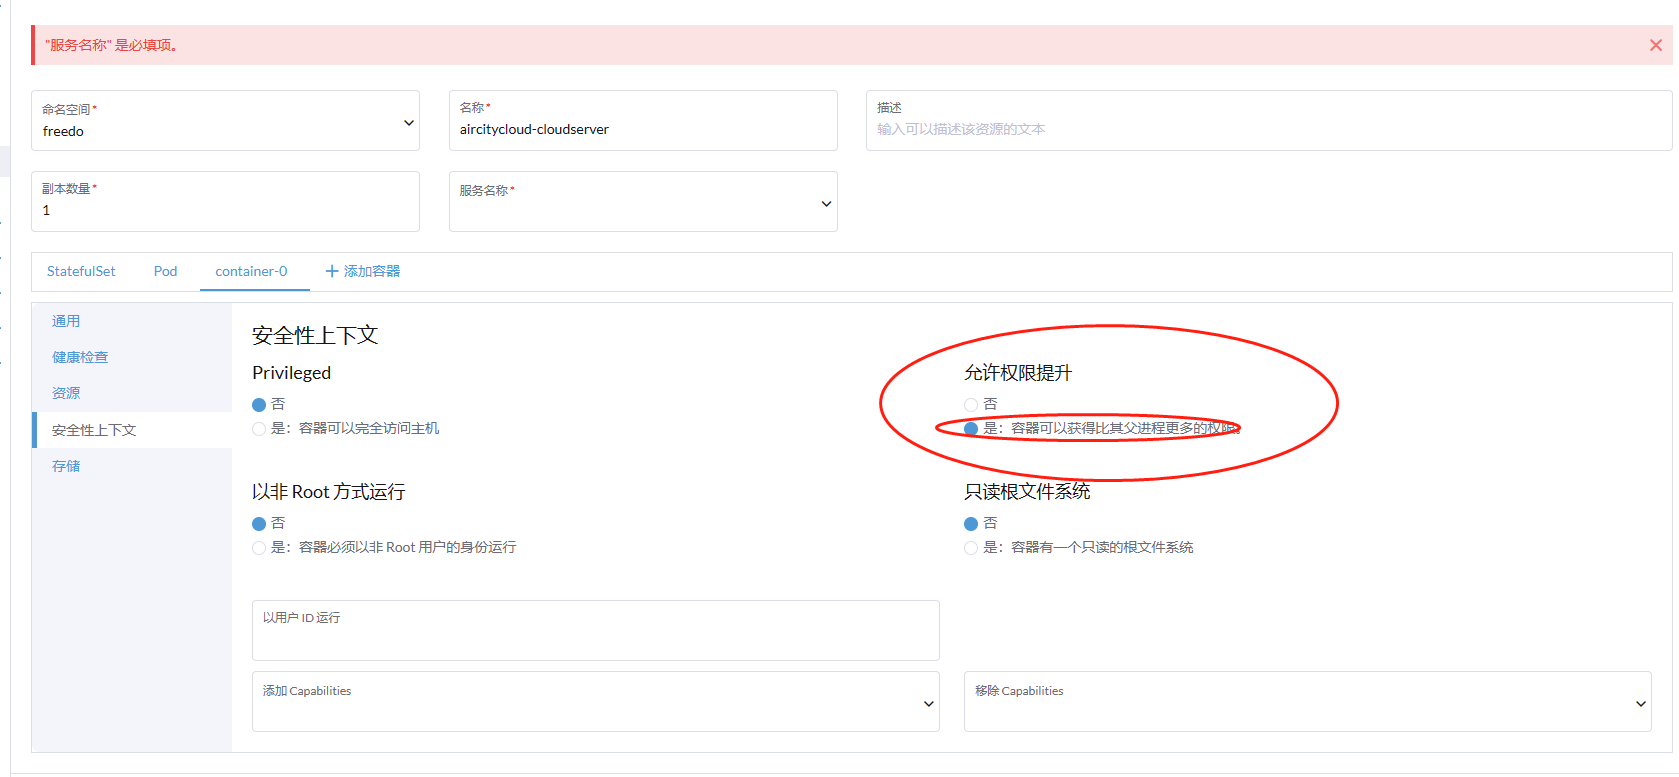 "服务名称" 是必填项。
命名空间*
freedo
名称*
aircitycloud-cloudserver
描述
输入可以描述该资源的文本
副本数量*
1
服务名称*
StatefulSet
Pod
container-0
添加容器
通用
健康检查
资源
安全性上下文
存储
安全性上下文
Privileged
否
是：容器可以完全访问主机
允许权限提升
否
是：容器可以获得比其父进程更多的权限。
以非 Root 方式运行
否
是：容器必须以非 Root 用户的身份运行
只读根文件系统
否
是：容器有一个只读的根文件系统
以用户 ID 运行
添加 Capabilities
移除 Capabilities